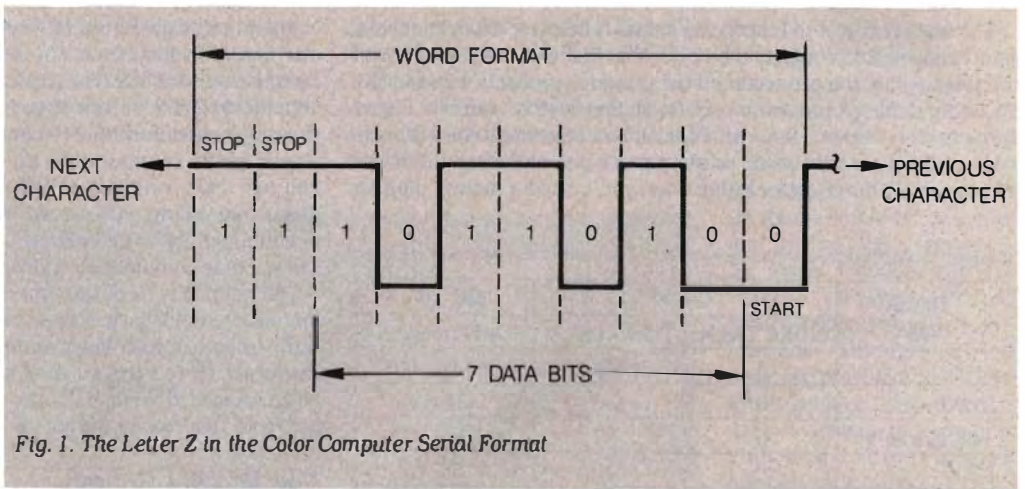 WORD FORMAT
STOP STOP
NEXT CHARACTER
PREVIOUS CHARACTER
1 1 1 0 1 1 0 1 0 0
START
7 DATA BITS
Fig. 1. The Letter Z in the Color Computer Serial Format